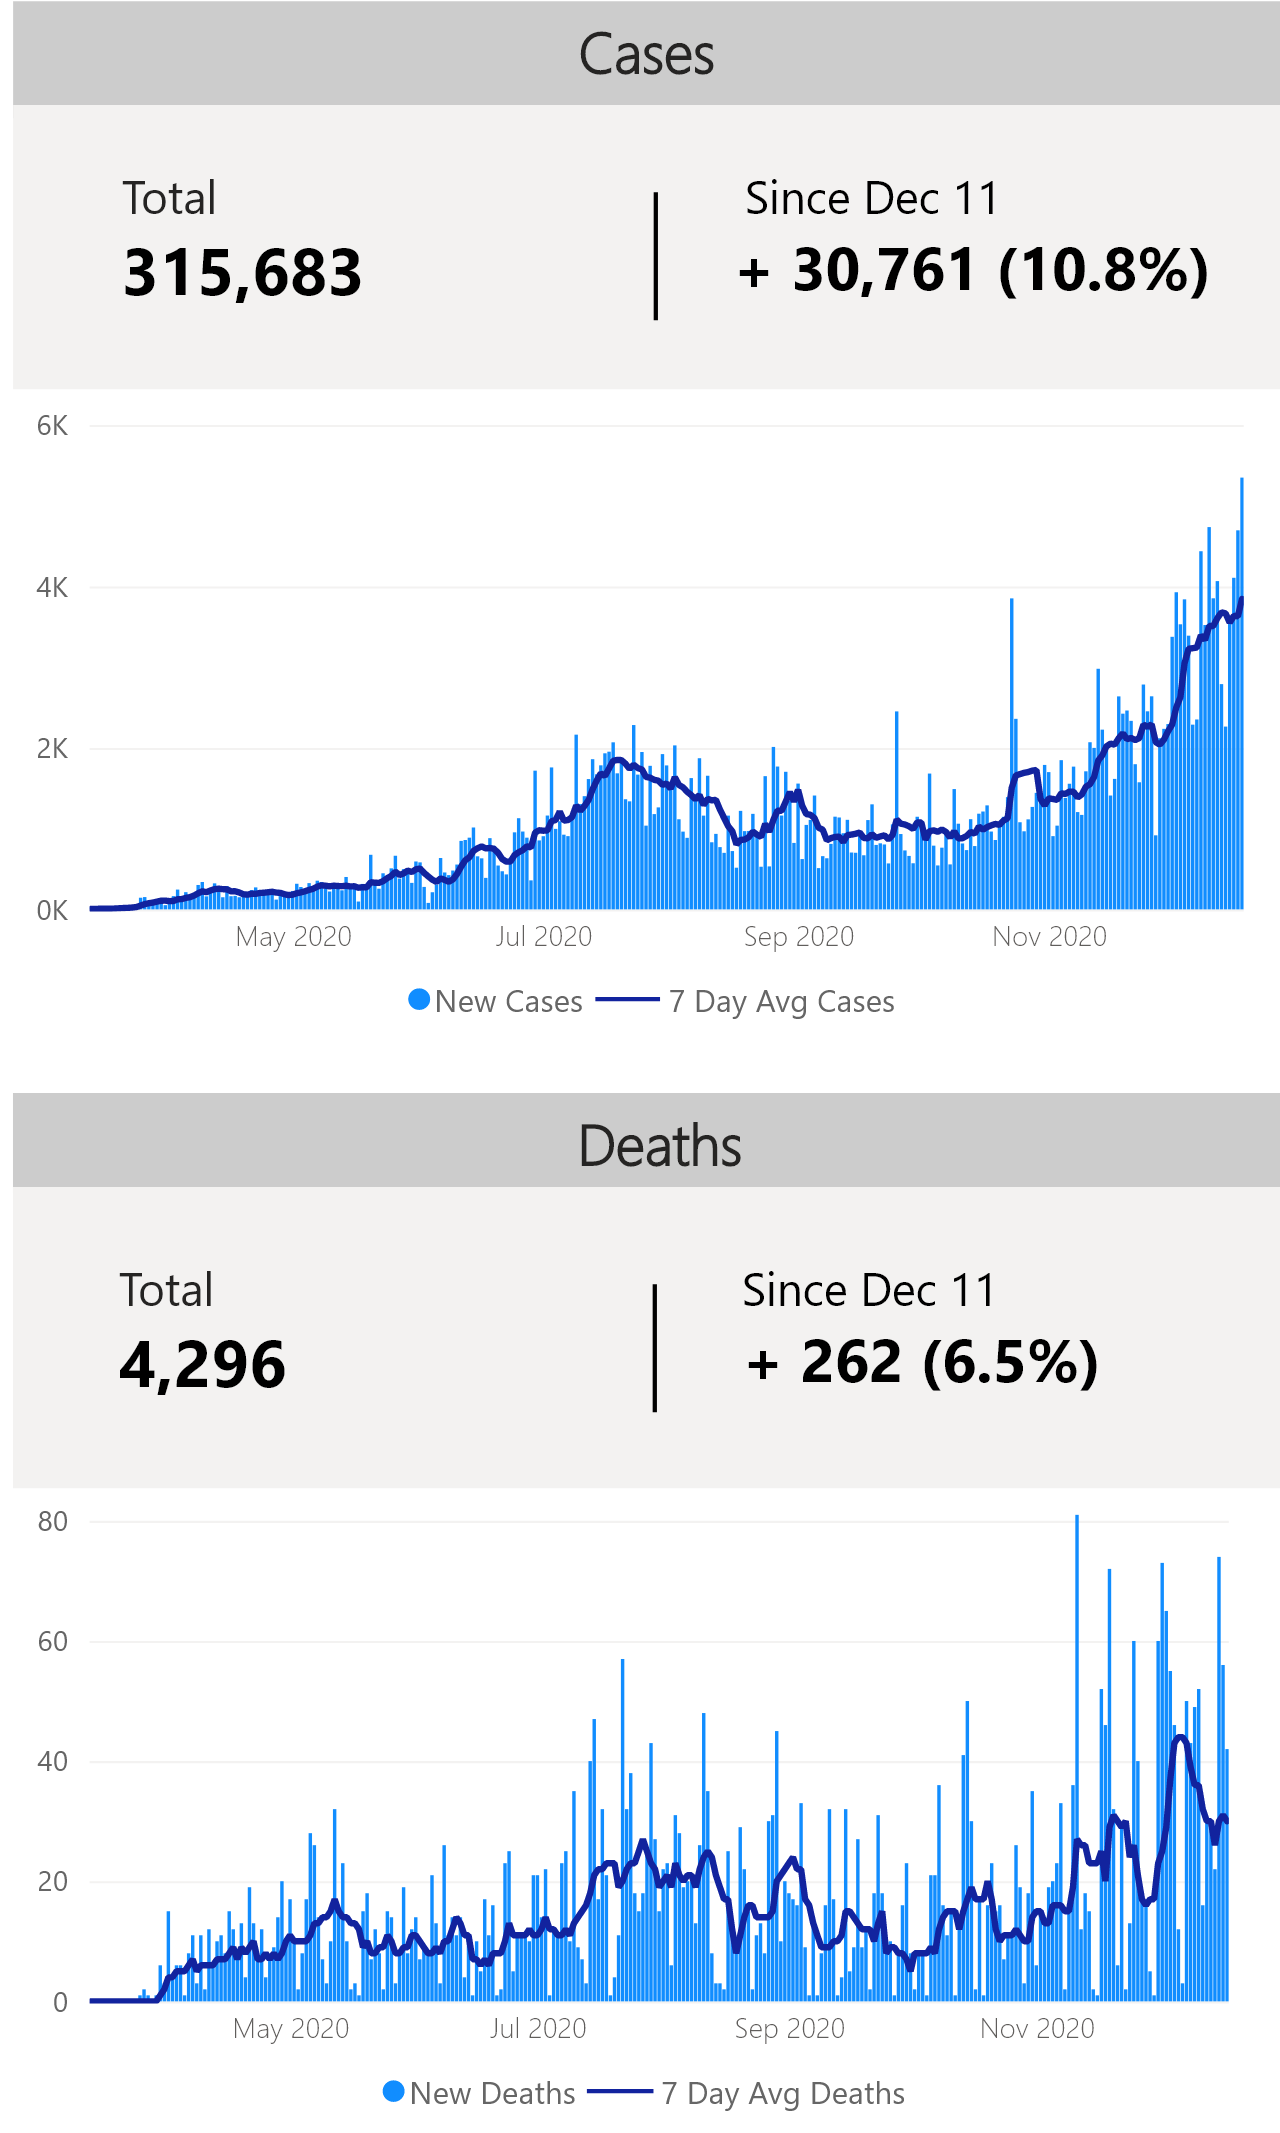 Cases
Total
Since Dec 11
315,683
+ 30,761 (10.8%)
6K
4K
2K
0K
May 2020
Jul 2020
Sep 2020
Nov 2020
New Cases
7 Day Avg Cases
Deaths
Total
Since Dec 11
4,296
+ 262 (6.5%)
80
60
40
20
0
May 2020
Jul 2020
Sep 2020
Nov 2020
New Deaths
7 Day Avg Deaths